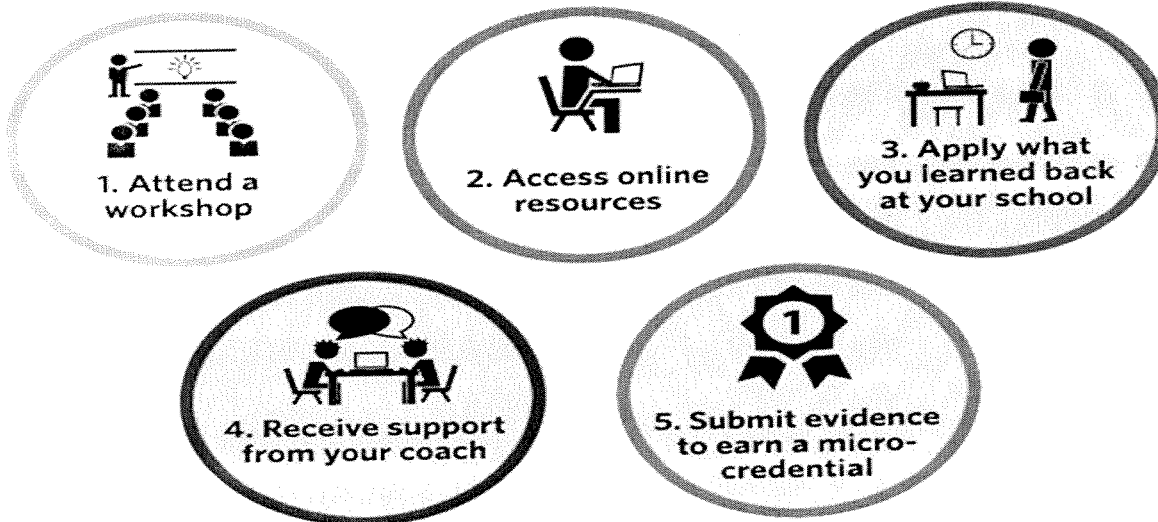 1. Attend a
workshop
2. Access online
resources
3. Apply what
you learned back
at your school
4. Receive support
from your coach
1
5. Submit evidence
to earn a micro-
credential